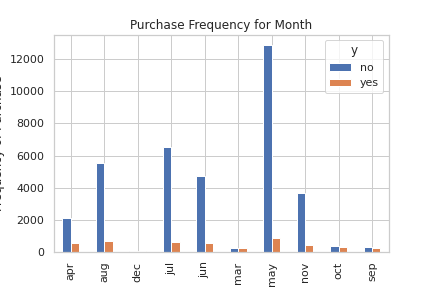 Purchase Frequency for Month
y
no
yes
12000
10000
8000
6000
4000
2000
0
apr
aug
dec
jul
jun
mar
may
nov
oct
sep